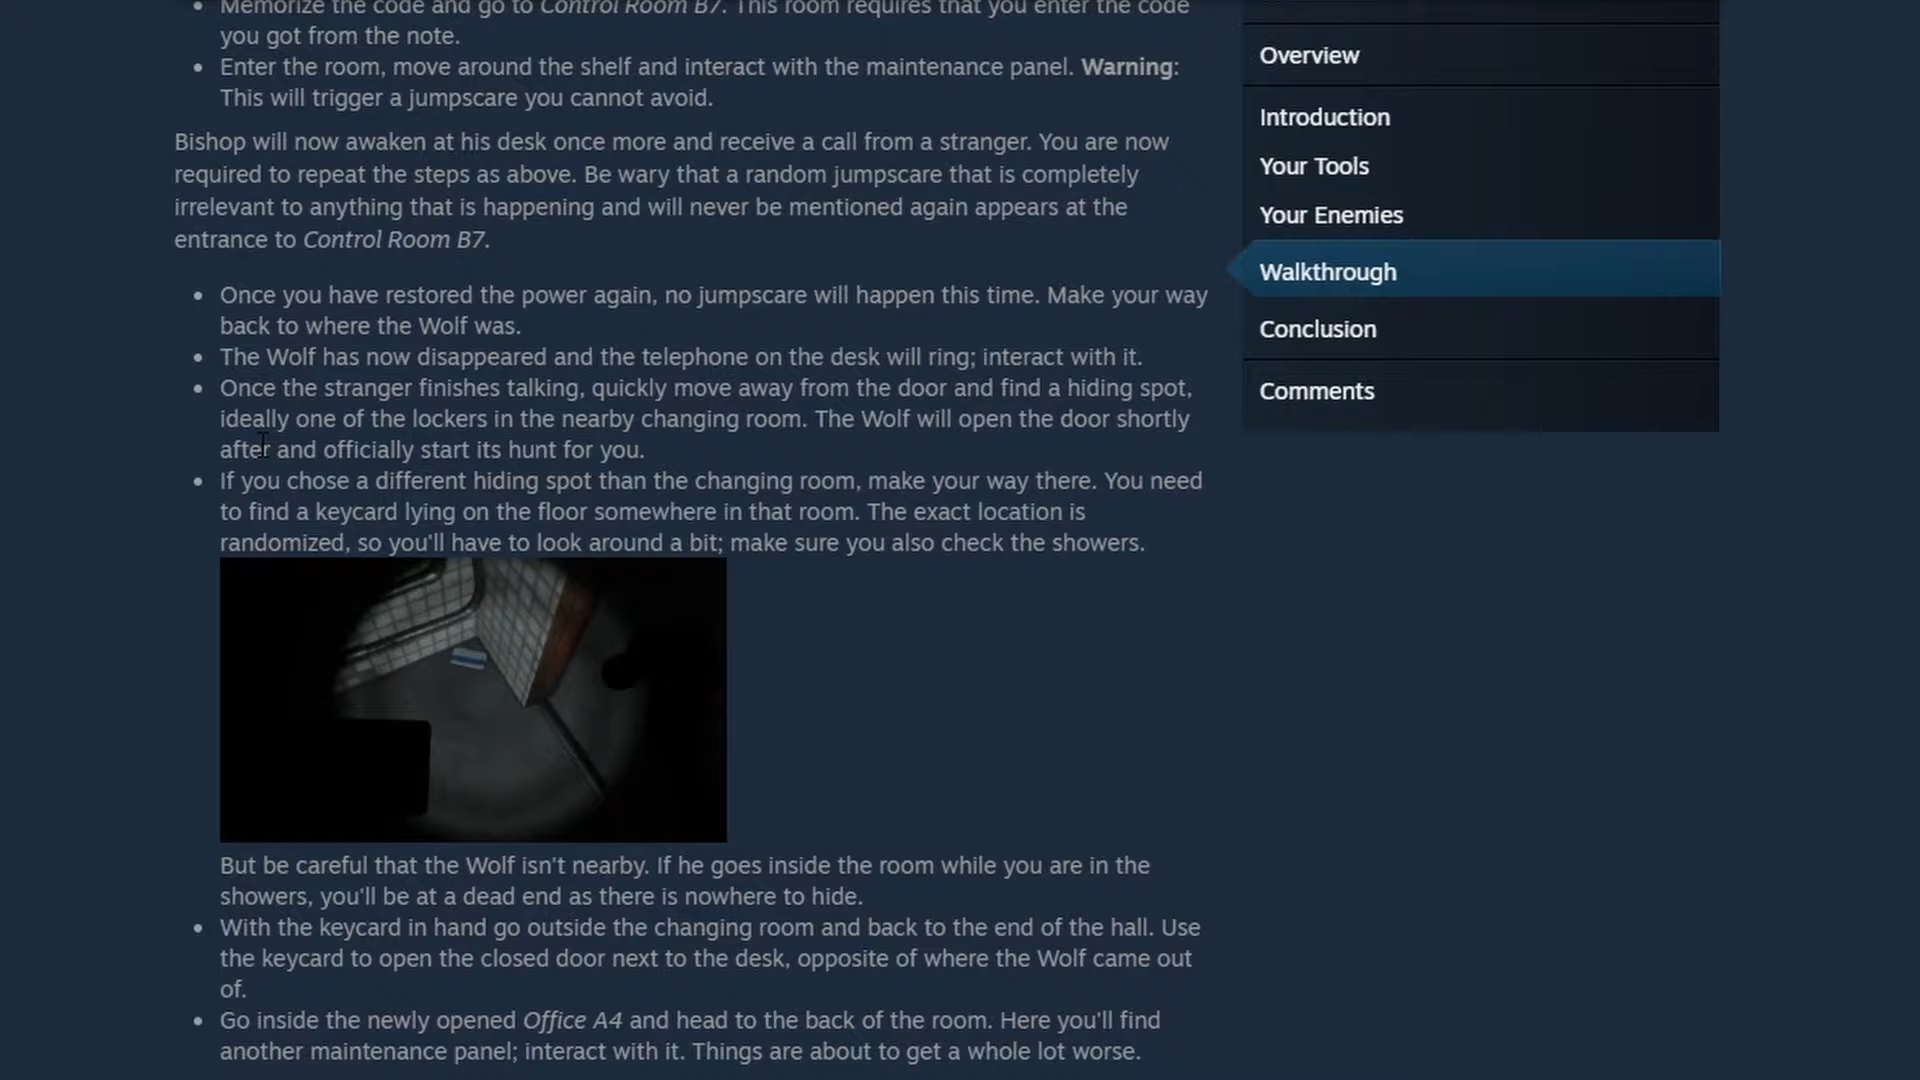 Memorize the code and go to Control Room B7. This room requires that you enter the code
you got from the note.
Enter the room, move around the shelf and interact with the maintenance panel. Warning:
This will trigger a jumpscare you cannot avoid.
Bishop will now awaken at his desk once more and receive a call from a stranger. You are now
required to repeat the steps as above. Be wary that a random jumpscare that is completely
irrelevant to anything that is happening and will never be mentioned again appears at the
entrance to Control Room B7.
Once you have restored the power again, no jumpscare will happen this time. Make your way
back to where the Wolf was.
The Wolf has now disappeared and the telephone on the desk will ring; interact with it.
Once the stranger finishes talking, quickly move away from the door and find a hiding spot,
ideally one of the lockers in the nearby changing room. The Wolf will open the door shortly
after and officially start its hunt for you.
If you chose a different hiding spot than the changing room, make your way there. You need
to find a keycard lying on the floor somewhere in that room. The exact location is
randomized, so you'll have to look around a bit; make sure you also check the showers.
But be careful that the Wolf isn't nearby. If he goes inside the room while you are in the
showers, you'll be at a dead end as there is nowhere to hide.
With the keycard in hand go outside the changing room and back to the end of the hall. Use
the keycard to open the closed door next to the desk, opposite of where the Wolf came out
of.
Go inside the newly opened Office A4 and head to the back of the room. Here you'll find
another maintenance panel; interact with it. Things are about to get a whole lot worse.
Overview
Introduction
Your Tools
Your Enemies
Walkthrough
Conclusion
Comments